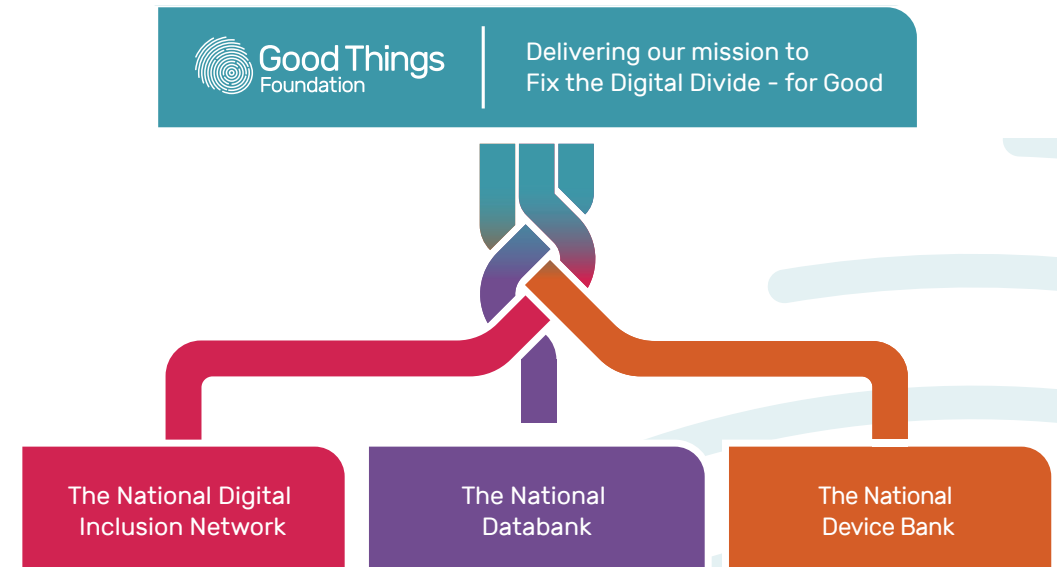 Good Things
Foundation
Delivering our mission to
Fix the Digital Divide - for Good
The National Digital
Inclusion Network
The National
Databank
The National
Device Bank